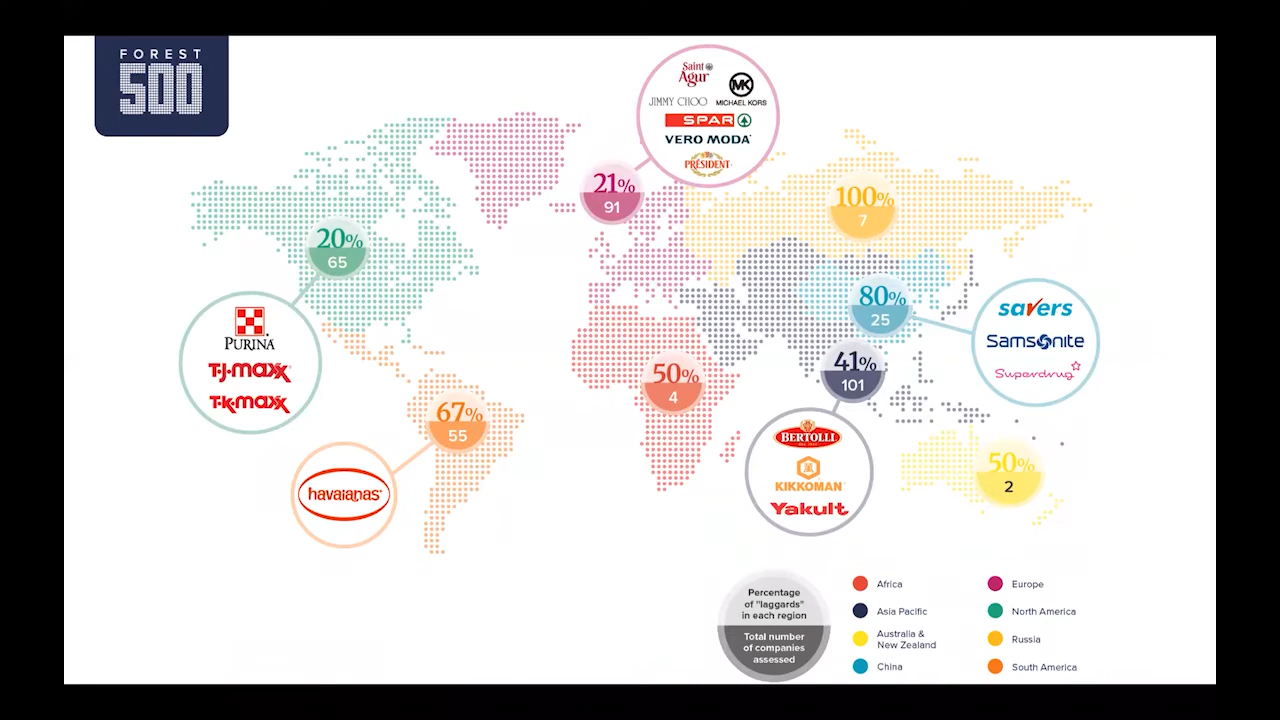 FOREST
500
Saint
Agur
JIMMY CHOO
MK
MICHAEL KORS
SPAR
VERO MODA
PRÉSIDENT
21%
91
100%
7
20%
65
80%
25
savers
Samsonite
Superdrug
PURINA
T.J.maxx
T.K.maxx
41%
101
50%
4
67%
55
havaianas
BERTOLLI
KIKKOMAN
Yakult
50%
2
Percentage
of "laggards"
in each region
Total number
of companies
assessed
Africa
Asia Pacific
Australia &
New Zealand
China
Europe
North America
Russia
South America